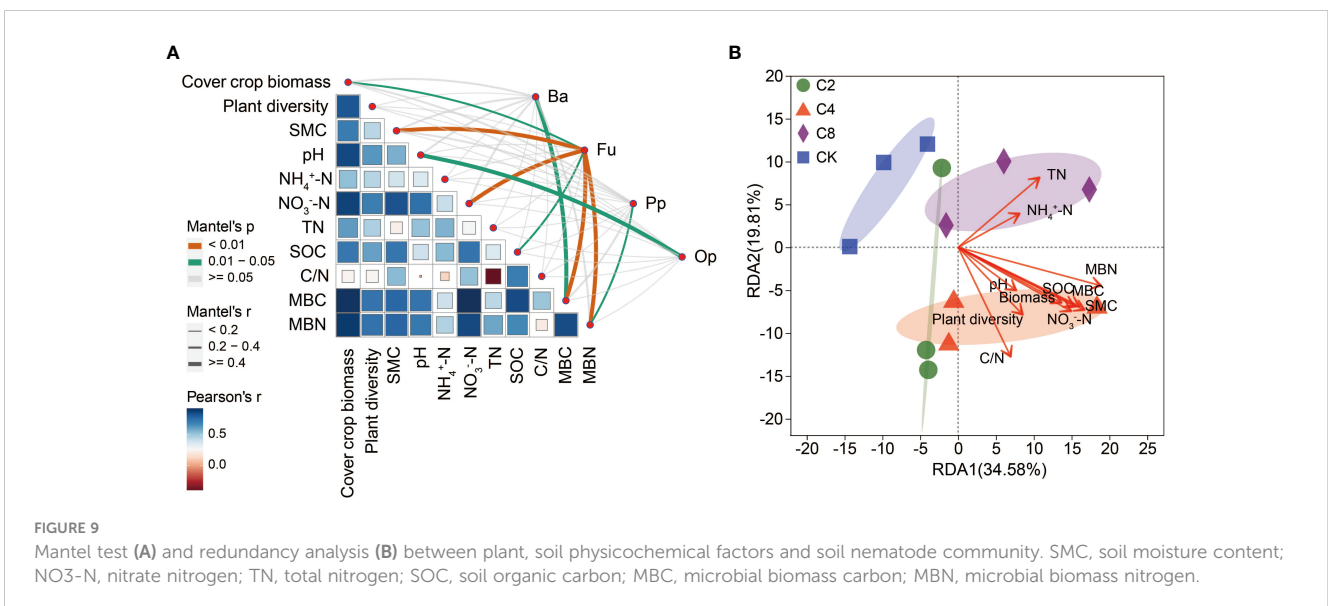 A
Cover crop biomass
Plant diversity
SMC
pH
NH₄⁺-N
NO₃⁻-N
TN
SOC
C/N
MBC
MBN
Ba
Fu
Pp
Op
Cover crop biomass
Plant diversity
SMC
pH
NH₄⁺-N
NO₃⁻-N
TN
SOC
C/N
MBC
MBN
Mantel's p
< 0.01
0.01 – 0.05
>= 0.05
Mantel's r
< 0.2
0.2 – 0.4
>= 0.4
Pearson's r
0.5
0.0
B
C2
C4
C8
CK
20
15
10
5
0
-5
-10
-15
-20
RDA2(19.81%)
TN
NH₄⁺-N
MBN
pH
SOC
MBC
Biomass
SMC
Plant diversity
NO₃⁻-N
C/N
-20 -15 -10 -5 0 5 10 15 20 25
RDA1(34.58%)
FIGURE 9
Mantel test (A) and redundancy analysis (B) between plant, soil physicochemical factors and soil nematode community. SMC, soil moisture content;
NO3-N, nitrate nitrogen; TN, total nitrogen; SOC, soil organic carbon; MBC, microbial biomass carbon; MBN, microbial biomass nitrogen.